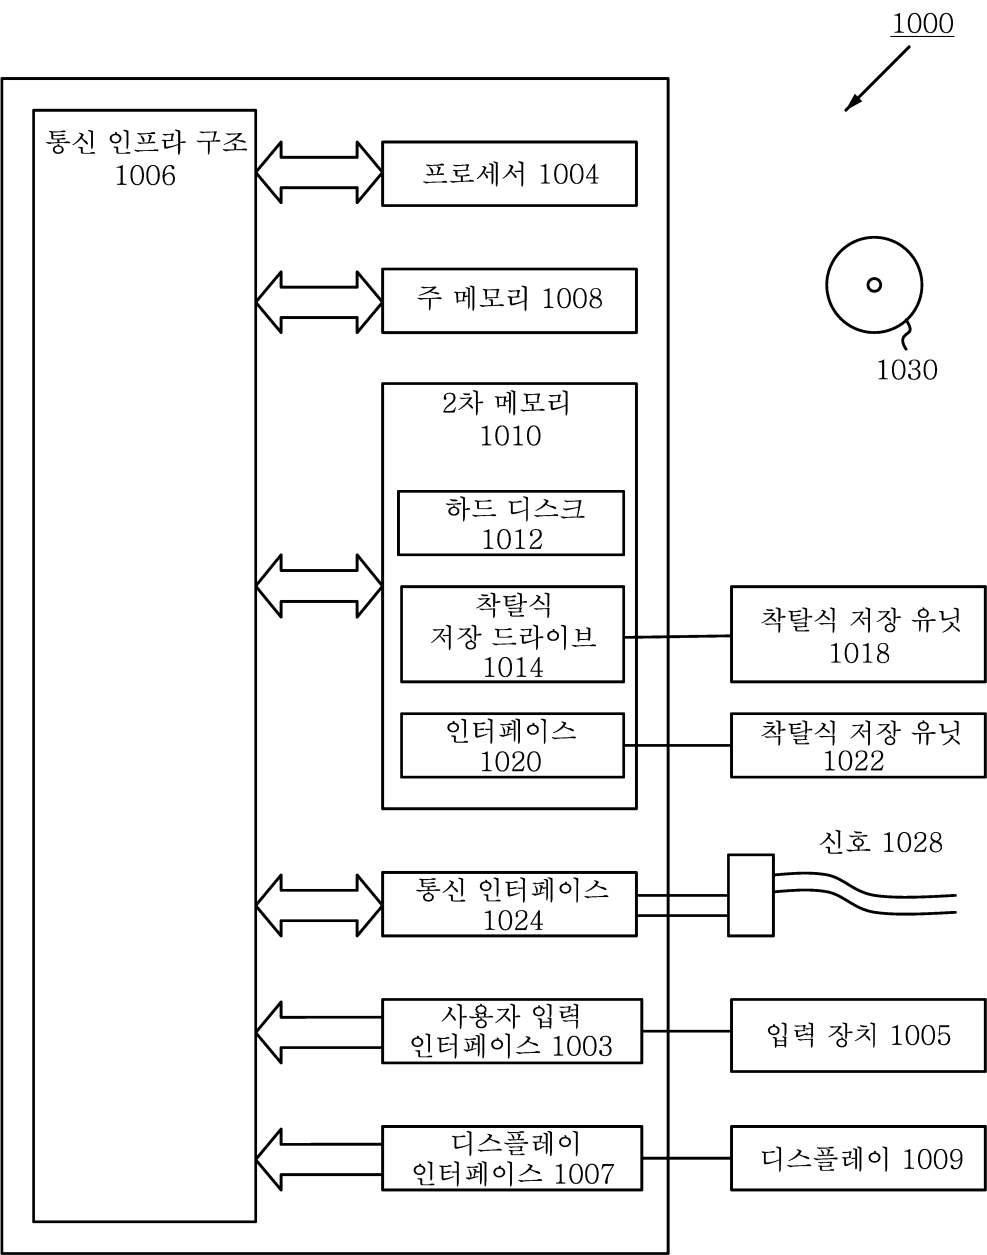 1000
통신 인프라 구조
1006
프로세서 1004
주 메모리 1008
1030
2차 메모리
1010
하드 디스크
1012
착탈식
저장 드라이브
1014
착탈식 저장 유닛
1018
인터페이스
1020
착탈식 저장 유닛
1022
신호 1028
통신 인터페이스
1024
사용자 입력
인터페이스 1003
입력 장치 1005
디스플레이
인터페이스 1007
디스플레이 1009